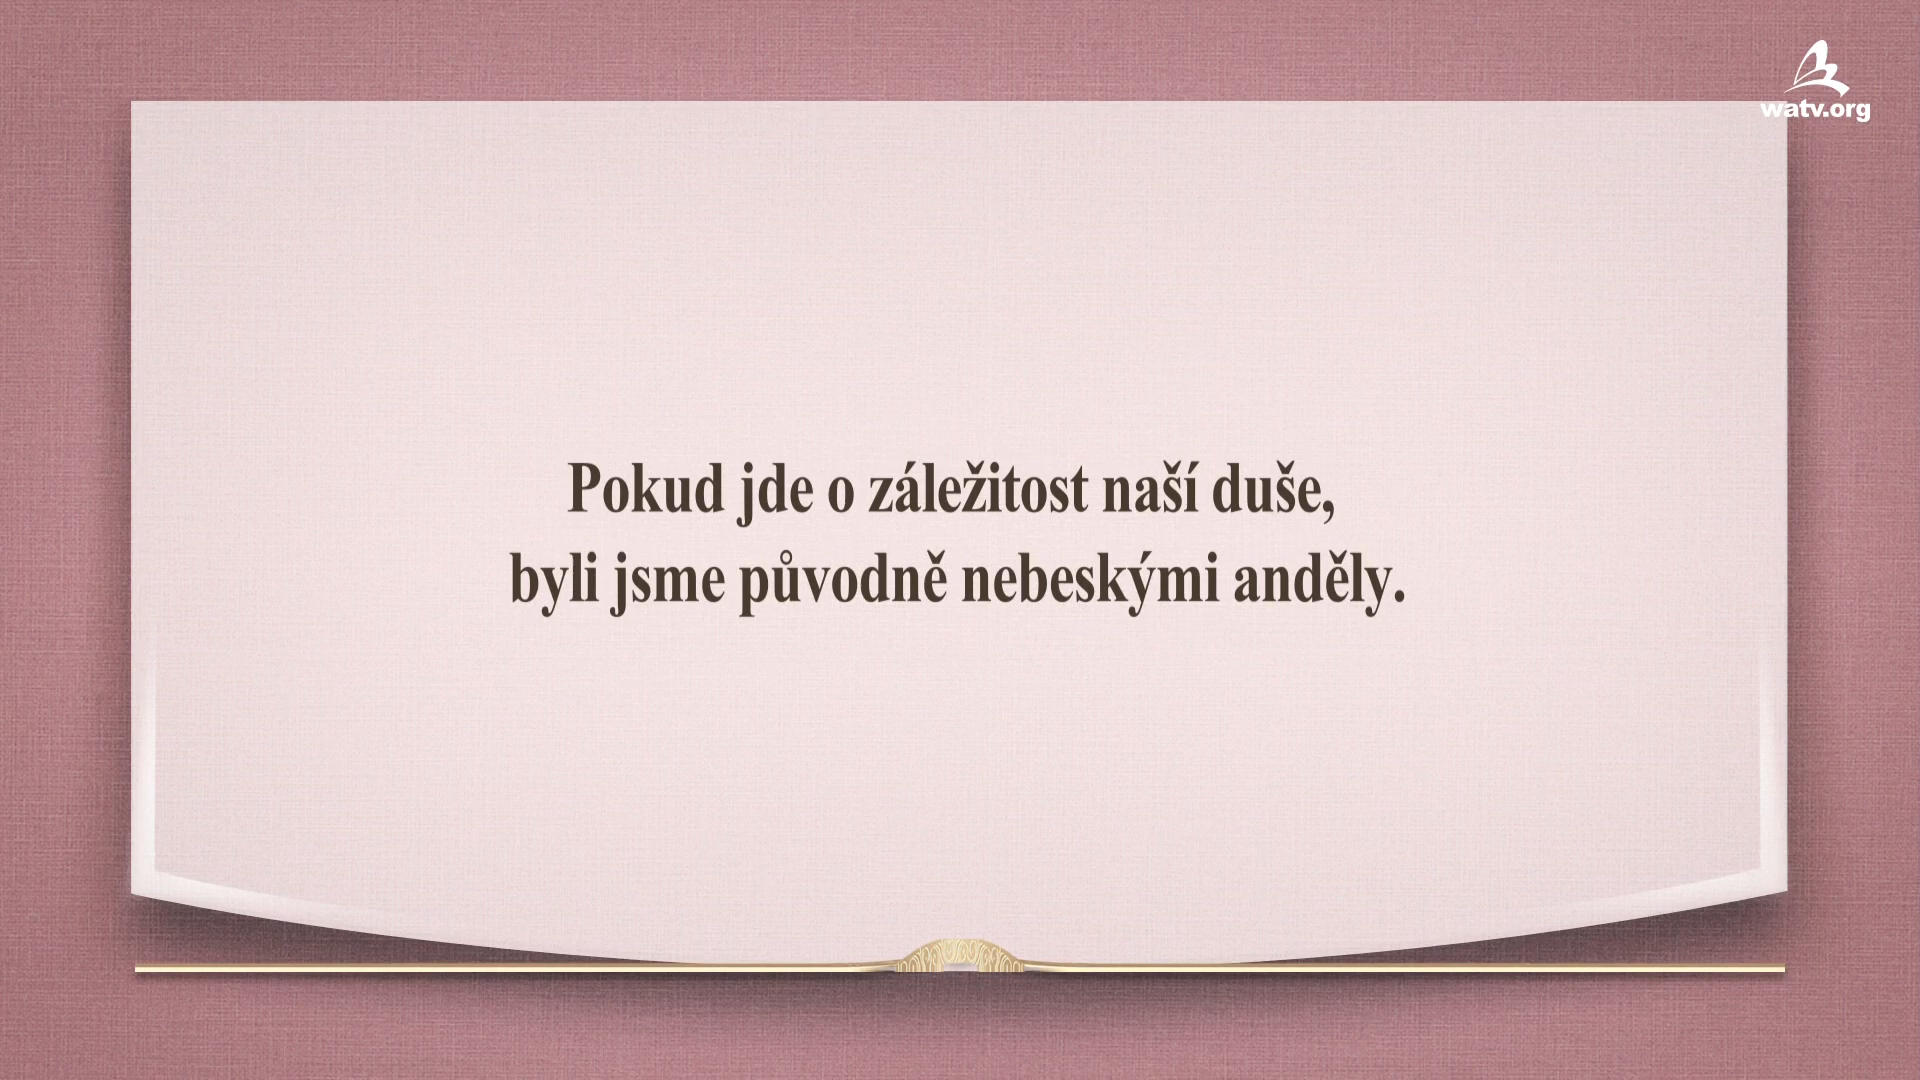 watv.org
Pokud jde o záležitost naší duše,
byli jsme původně nebeskými anděly.